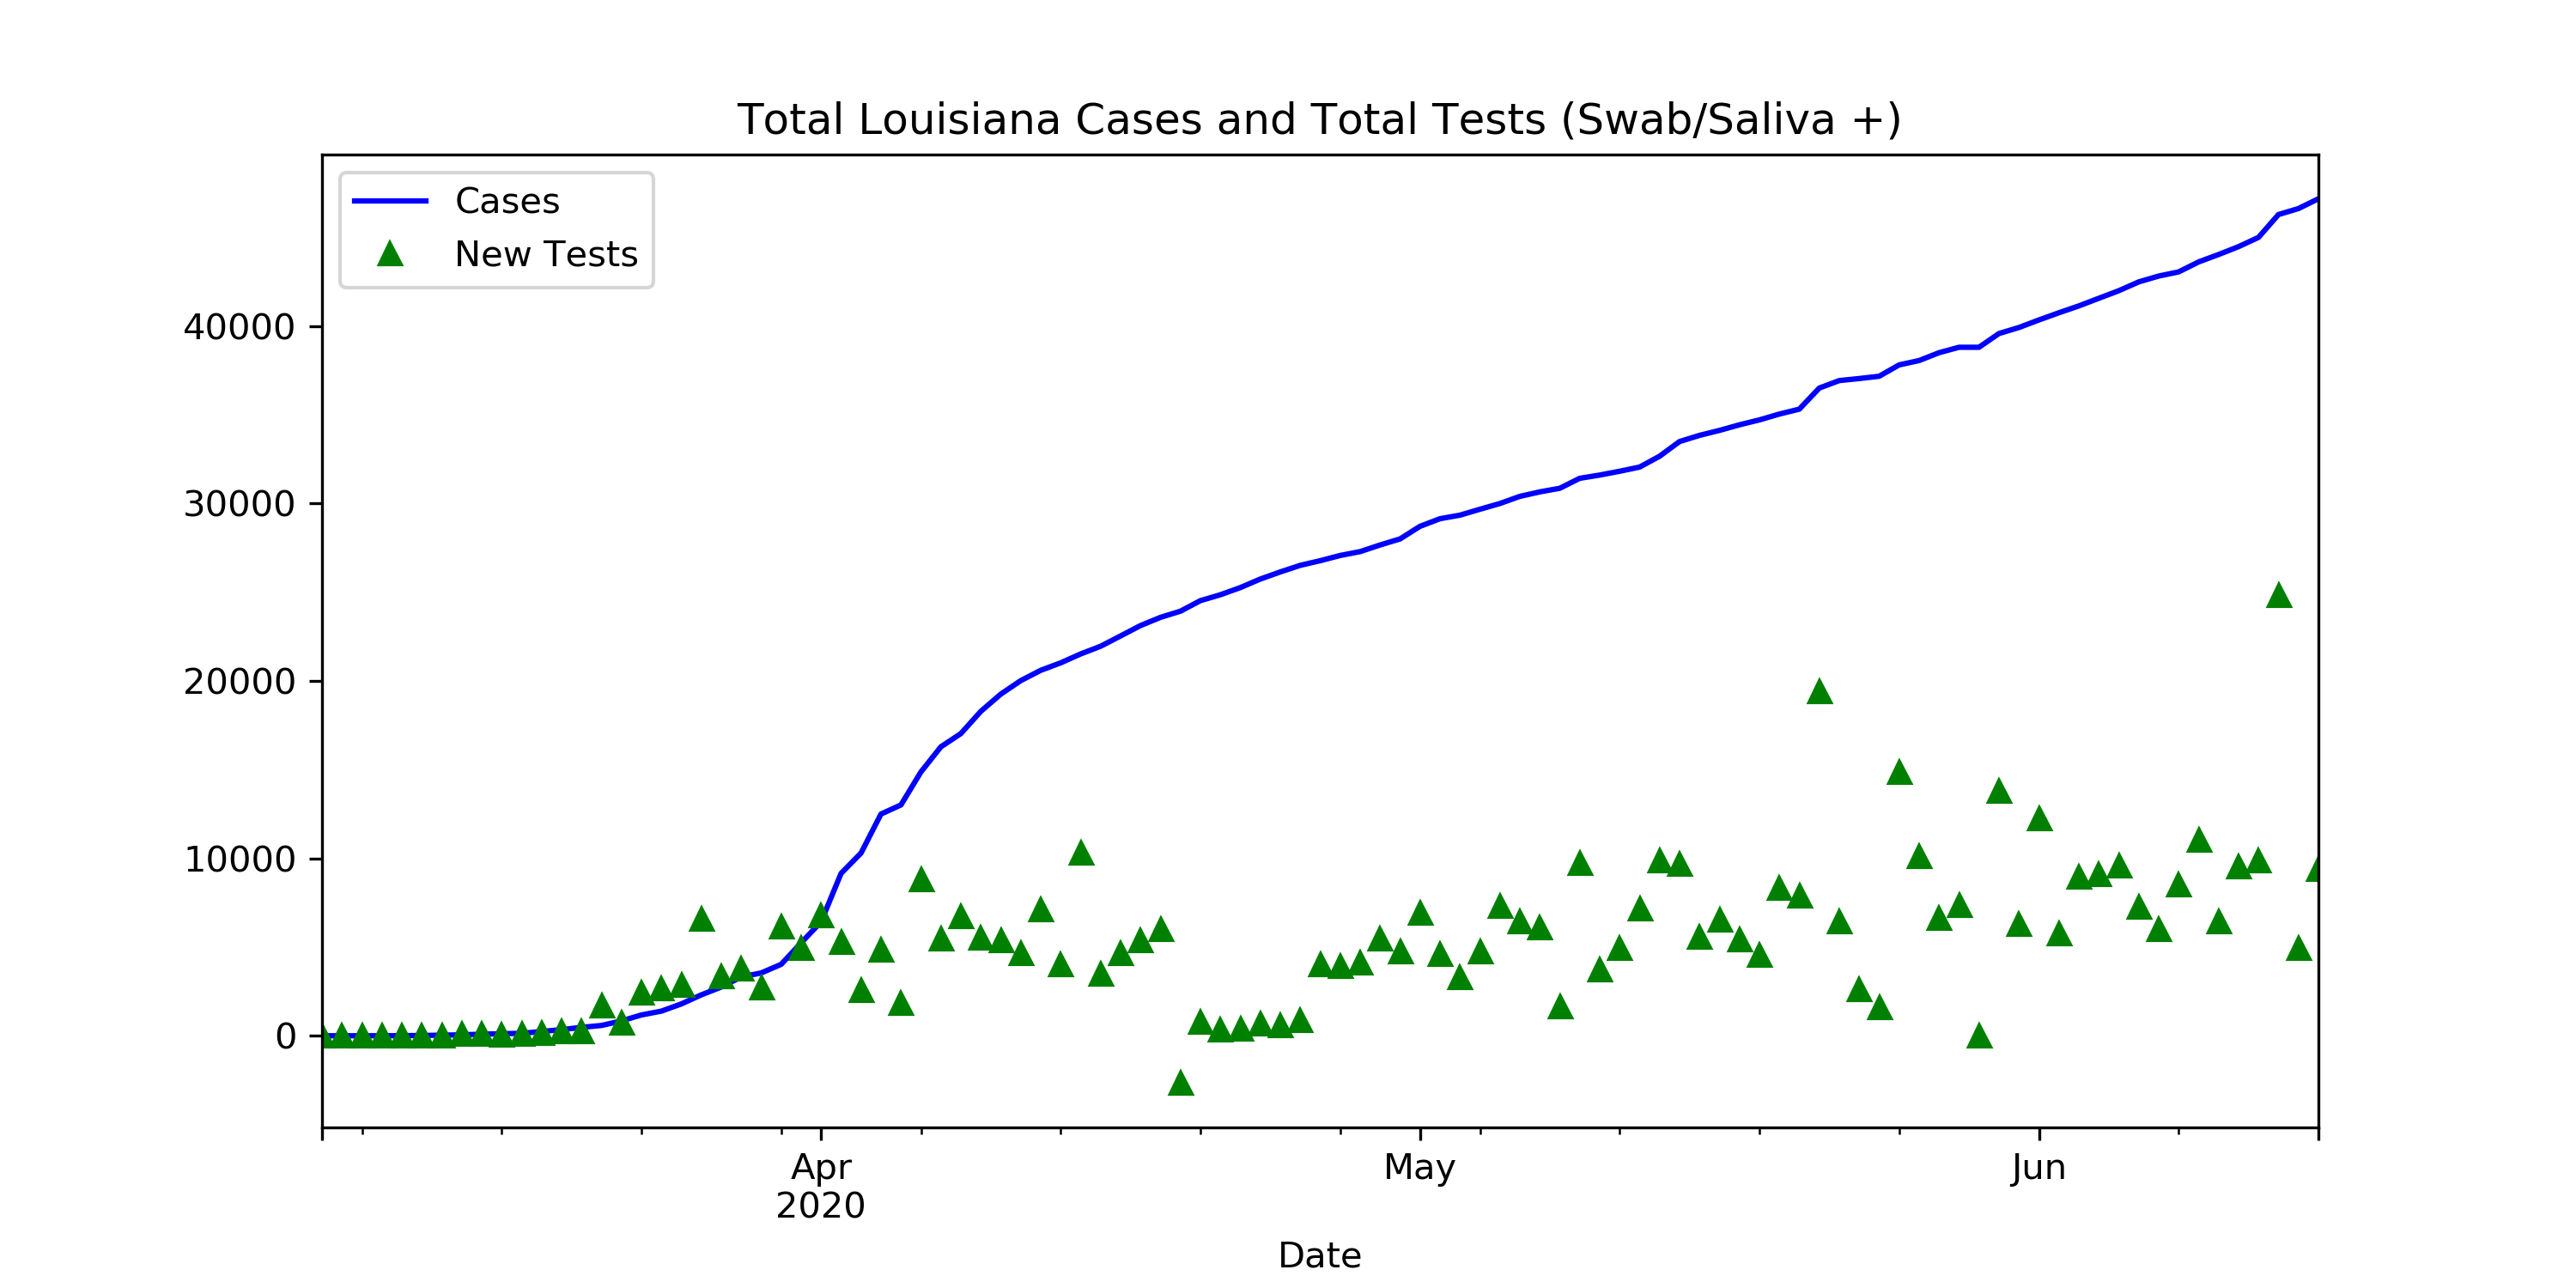 Total Louisiana Cases and Total Tests (Swab/Saliva +)
Cases
New Tests
40000
30000
20000
10000
0
Apr
2020
May
Jun
Date